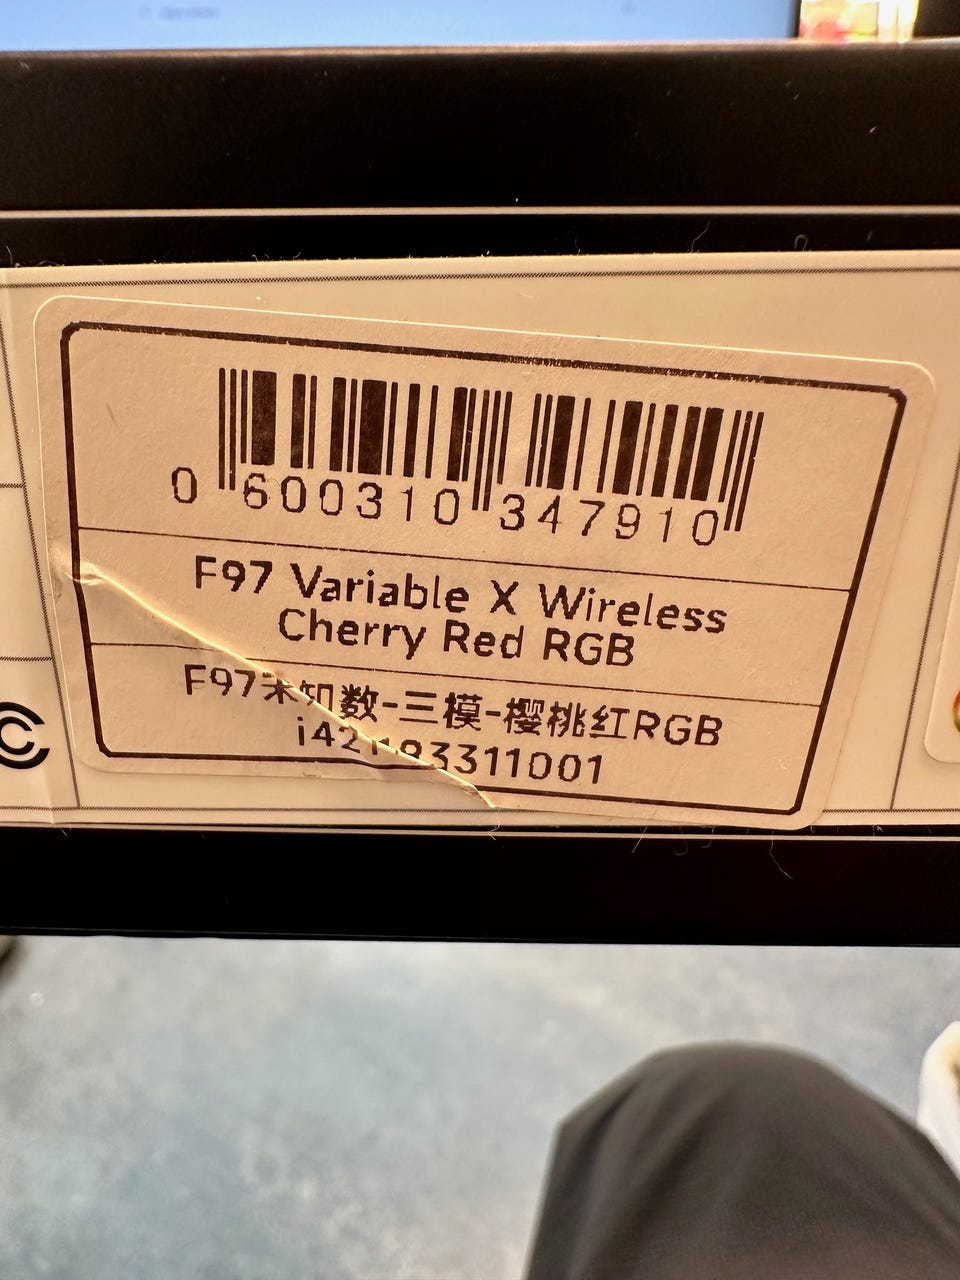 0 600310 347910
F97 Variable X Wireless
Cherry Red RGB
F97未知数-三模-樱桃红RGB